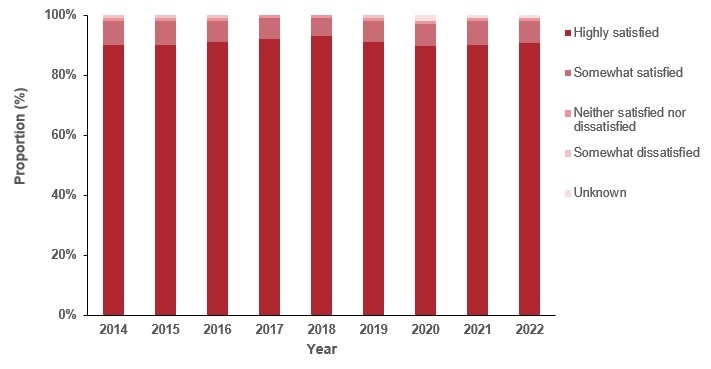 100%
80%
60%
40%
20%
0%
Proportion (%)
2014 2015 2016 2017 2018 2019 2020 2021 2022
Year
Highly satisfied
Somewhat satisfied
Neither satisfied nor
dissatisfied
Somewhat dissatisfied
Unknown